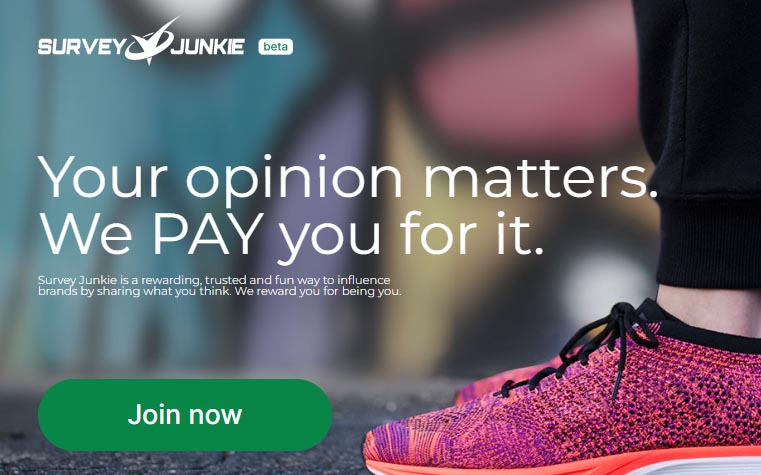 SURVEY JUNKIE beta
Your opinion matters.
We PAY you for it.
Survey Junkie is a rewarding, trusted and fun way to influence
brands by sharing what you think. We reward you for being you.
Join now